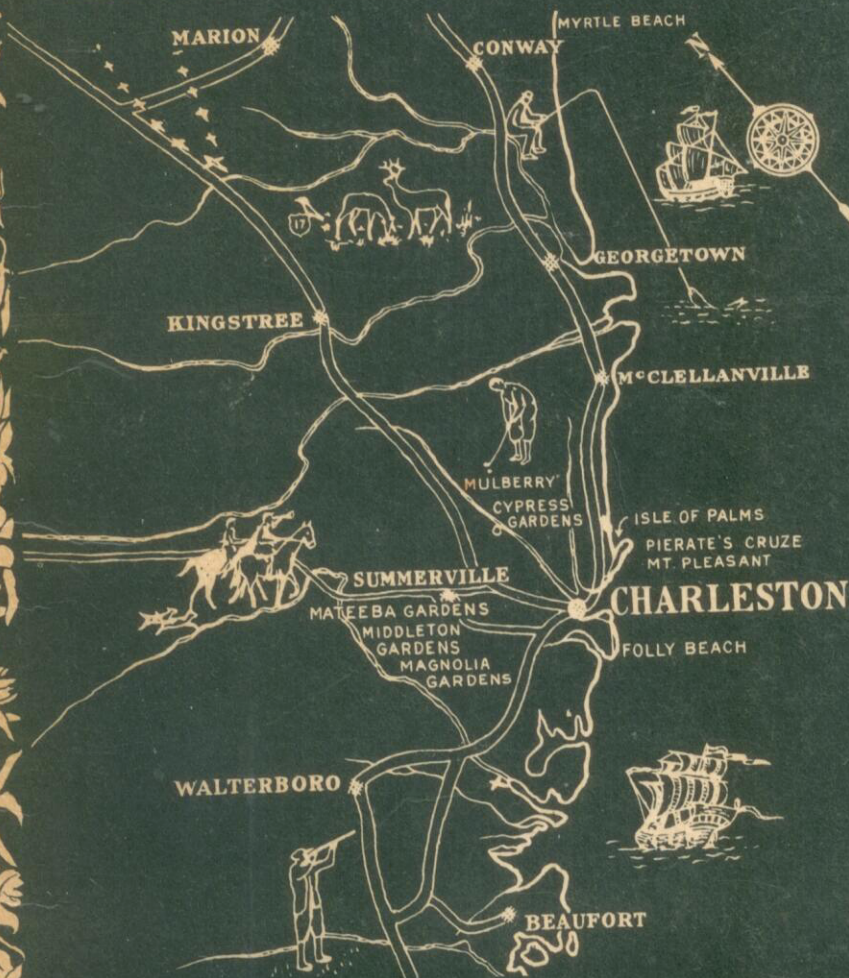 MYRTLE BEACH
MARION
CONWAY
N
17
GEORGETOWN
KINGSTREE
McCLELLANVILLE
MULBERRY
CYPRESS
GARDENS
ISLE OF PALMS
PIERATE'S CRUZE
MT. PLEASANT
SUMMERVILLE
CHARLESTON
MATEEBA GARDENS
MIDDLETON
GARDENS
MAGNOLIA
GARDENS
FOLLY BEACH
WALTERBORO
BEAUFORT